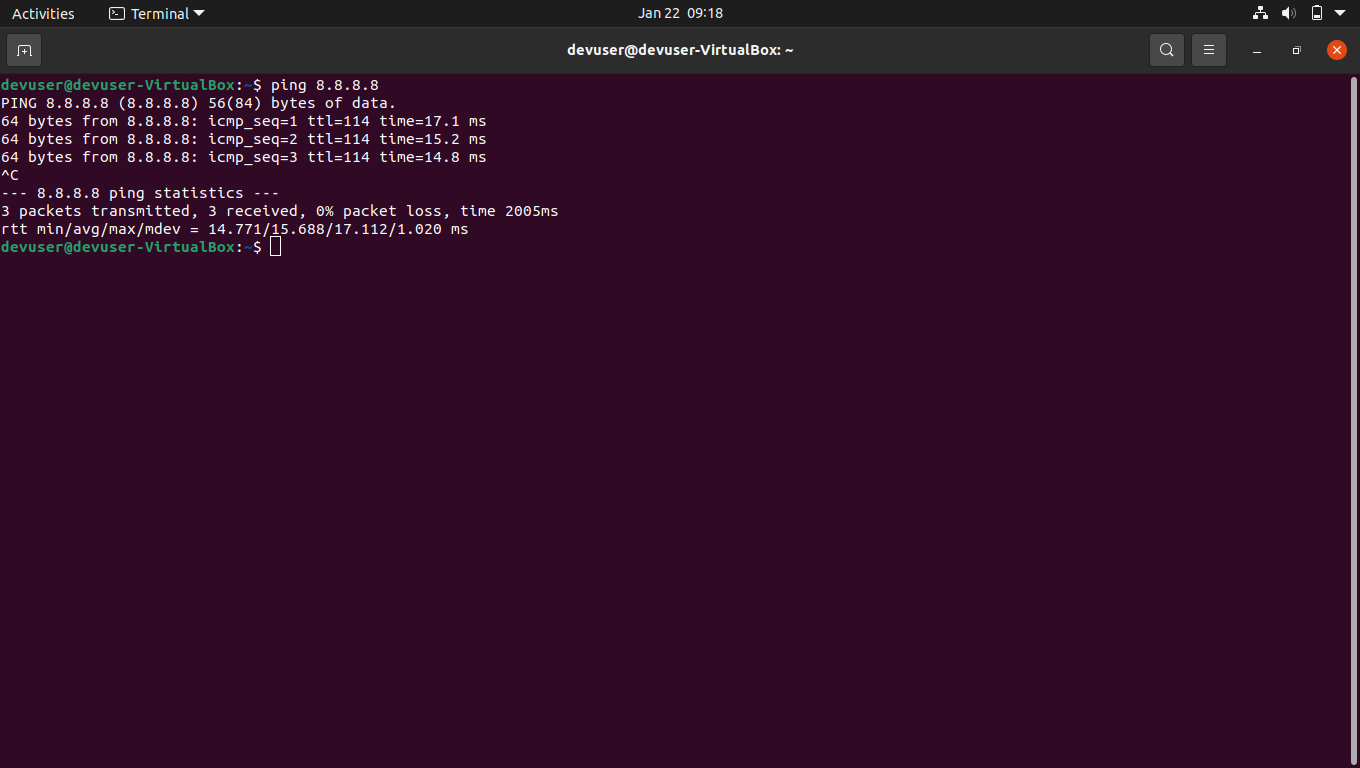 Activities Terminal Jan 22 09:18
devuser@devuser-VirtualBox: ~
devuser@devuser-VirtualBox:~$ ping 8.8.8.8
PING 8.8.8.8 (8.8.8.8) 56(84) bytes of data.
64 bytes from 8.8.8.8: icmp_seq=1 ttl=114 time=17.1 ms
64 bytes from 8.8.8.8: icmp_seq=2 ttl=114 time=15.2 ms
64 bytes from 8.8.8.8: icmp_seq=3 ttl=114 time=14.8 ms
^C
--- 8.8.8.8 ping statistics ---
3 packets transmitted, 3 received, 0% packet loss, time 2005ms
rtt min/avg/max/mdev = 14.771/15.688/17.112/1.020 ms
devuser@devuser-VirtualBox:~$